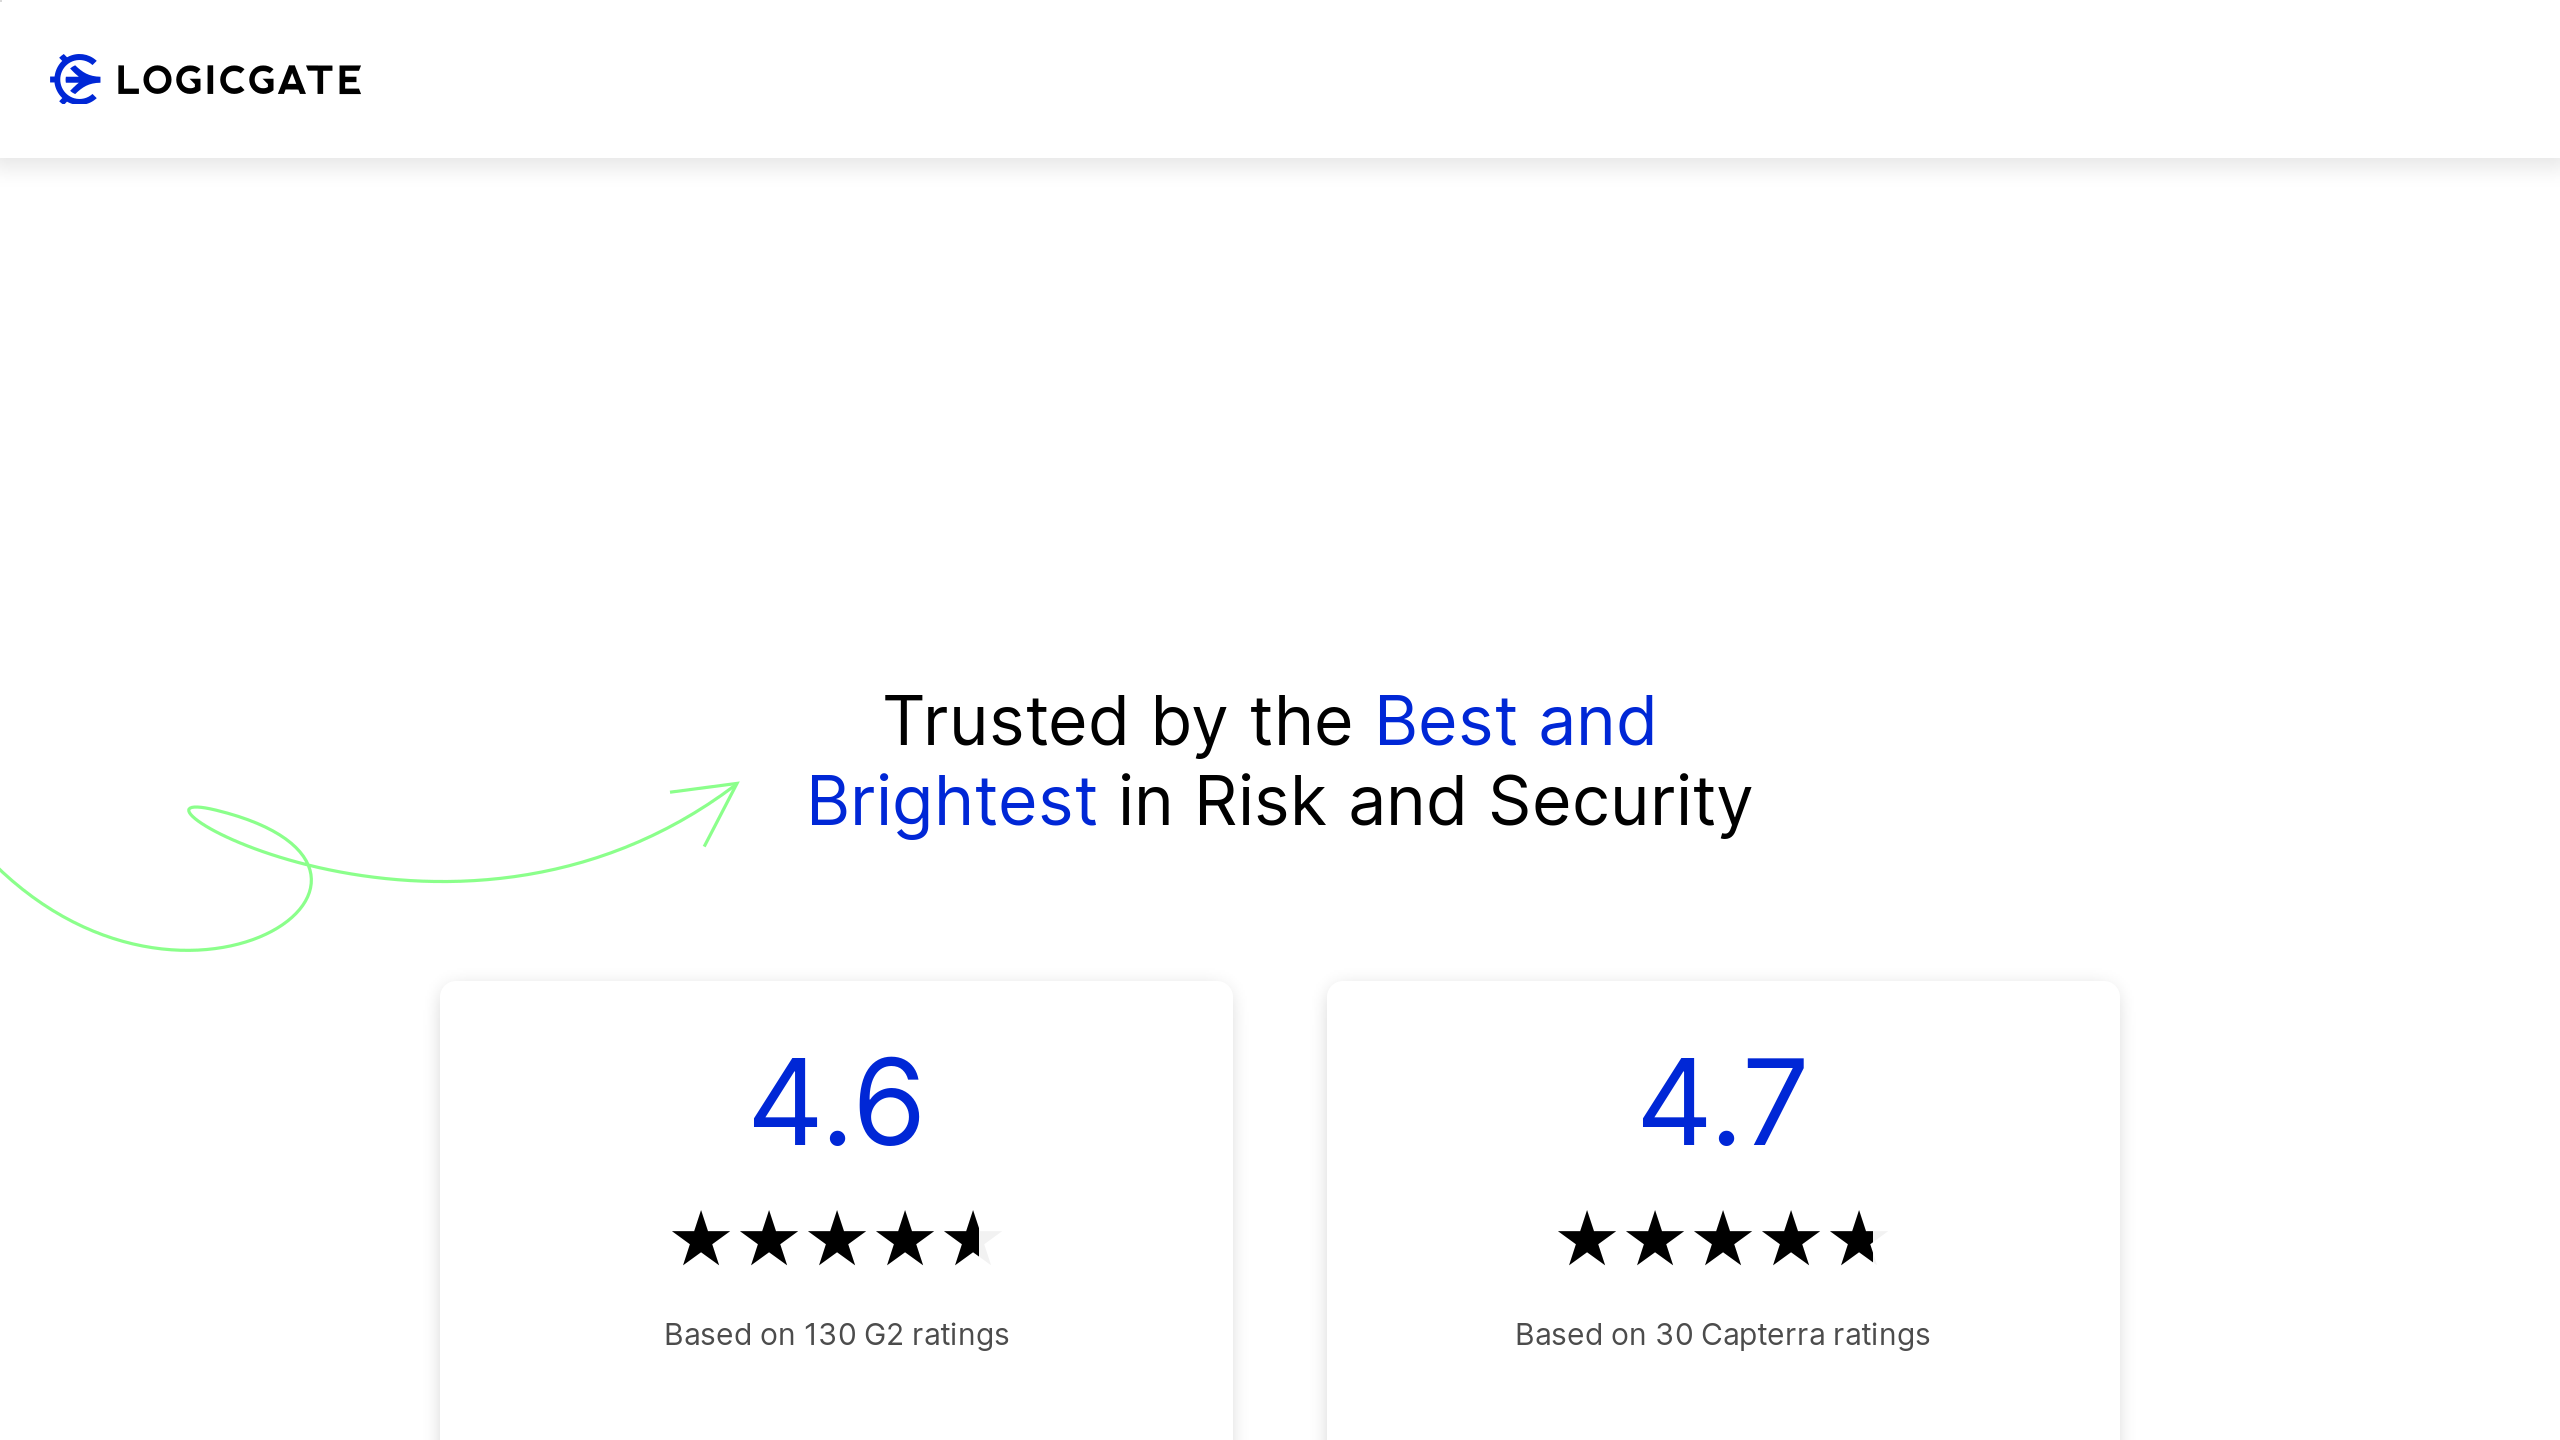 LOGICGATE
Trusted by the Best and
Brightest in Risk and Security
4.6
Based on 130 G2 ratings
4.7
Based on 30 Capterra ratings